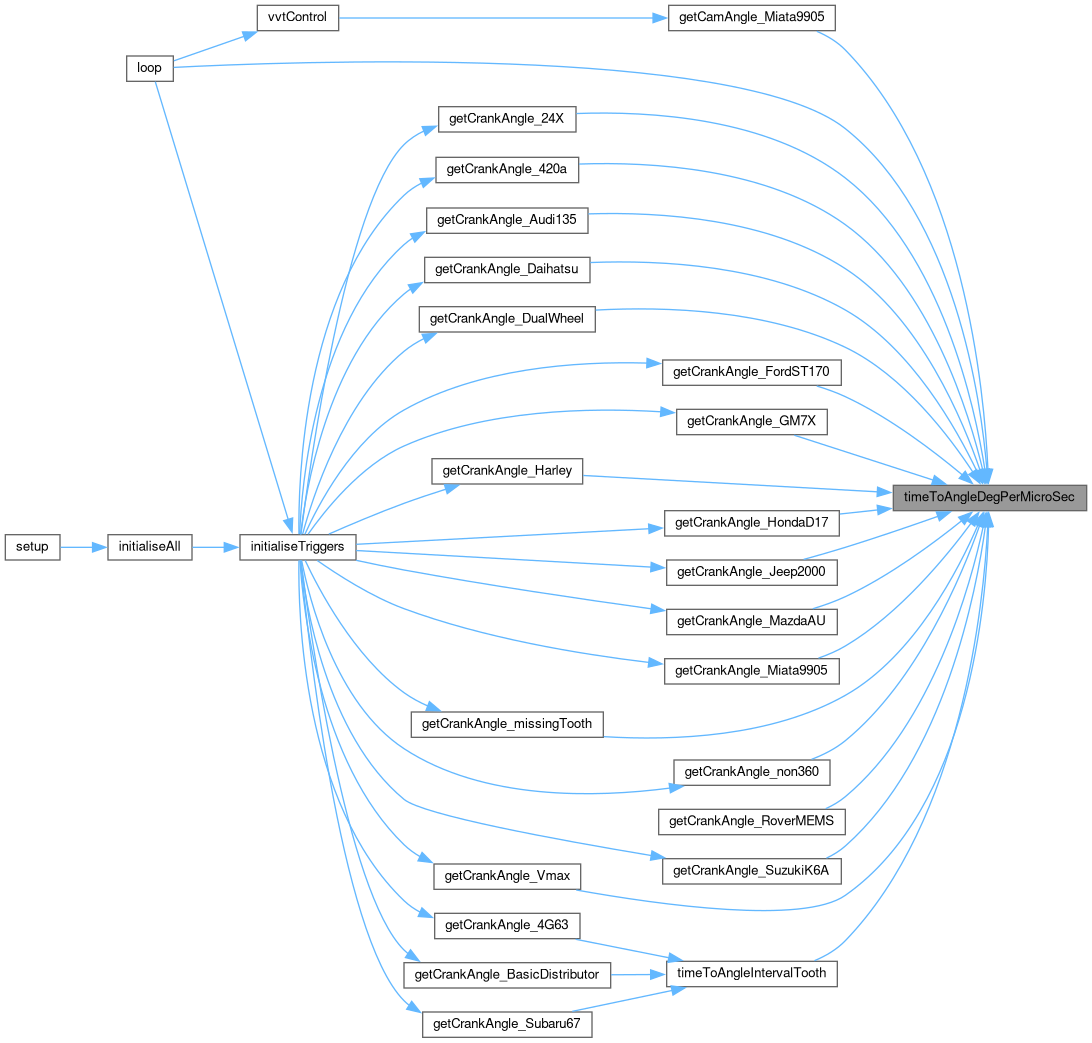 vvtControl
getCamAngle_Miata9905
loop
getCrankAngle_24X
getCrankAngle_420a
getCrankAngle_Audi135
getCrankAngle_Daihatsu
getCrankAngle_DualWheel
getCrankAngle_FordST170
getCrankAngle_GM7X
getCrankAngle_Harley
timeToAngleDegPerMicroSec
getCrankAngle_HondaD17
setup
initialiseAll
initialiseTriggers
getCrankAngle_Jeep2000
getCrankAngle_MazdaAU
getCrankAngle_Miata9905
getCrankAngle_missingTooth
getCrankAngle_non360
getCrankAngle_RoverMEMS
getCrankAngle_SuzukiK6A
getCrankAngle_Vmax
getCrankAngle_4G63
getCrankAngle_BasicDistributor
timeToAngleIntervalTooth
getCrankAngle_Subaru67